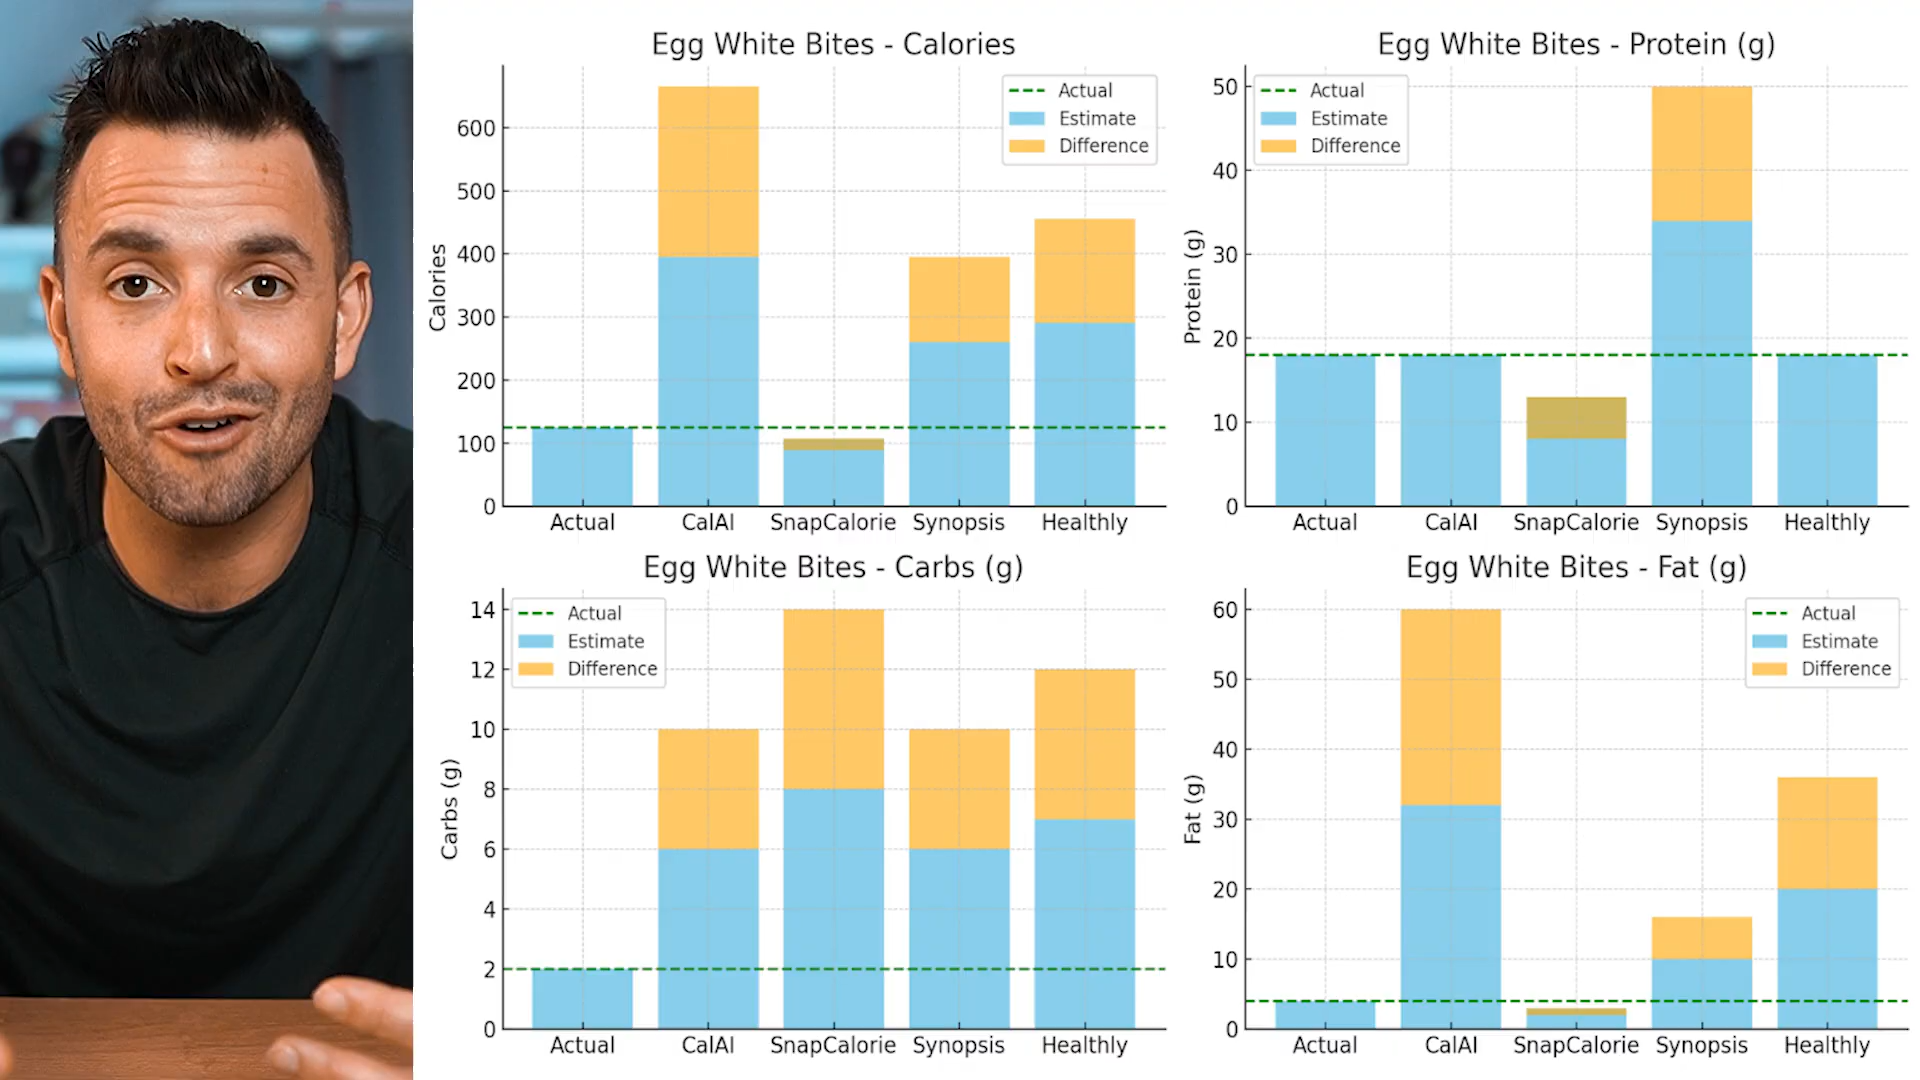 Egg White Bites - Calories
Actual
Estimate
Difference
600
500
400
300
200
100
0
Calories
Actual CalAI SnapCalorie Synopsis Healthly
Egg White Bites - Protein (g)
Actual
Estimate
Difference
50
40
30
20
10
0
Protein (g)
Actual CalAI SnapCalorie Synopsis Healthly
Egg White Bites - Carbs (g)
Actual
Estimate
Difference
14
12
10
8
6
4
2
0
Carbs (g)
Actual CalAI SnapCalorie Synopsis Healthly
Egg White Bites - Fat (g)
Actual
Estimate
Difference
60
50
40
30
20
10
0
Fat (g)
Actual CalAI SnapCalorie Synopsis Healthly